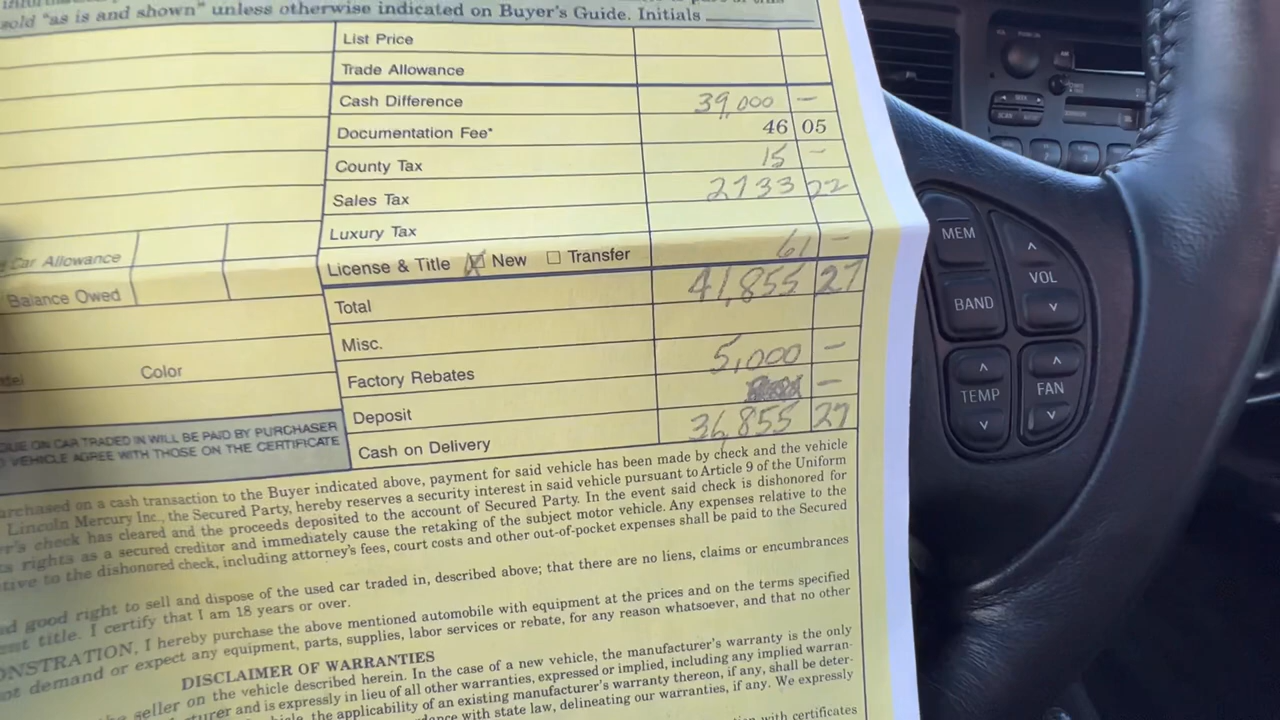 sold "as is and shown" unless otherwise indicated on Buyer's Guide. Initials
List Price
Trade Allowance
Cash Difference 39,000 —
Documentation Fee* 46 05
County Tax 15 —
Sales Tax 2733 22
Luxury Tax
License & Title X New ☐ Transfer 61 —
Total 41,855 27
Misc.
Factory Rebates 5,000 —
Deposit —
Cash on Delivery 36,855 27
Car Allowance
Balance Owed
Color
DUE ON CAR TRADED IN WILL BE PAID BY PURCHASER
VEHICLE AGREE WITH THOSE ON THE CERTIFICATE
on a cash transaction to the Buyer indicated above, payment for said vehicle has been made by check and the vehicle
Lincoln Mercury Inc., the Secured Party, hereby reserves a security interest in said vehicle pursuant to Article 9 of the Uniform
check has cleared and the proceeds deposited to the account of Secured Party. In the event said check is dishonored for
rights as a secured creditor and immediately cause the retaking of the subject motor vehicle. Any expenses relative to the
to the dishonored check, including attorney's fees, court costs and other out-of-pocket expenses shall be paid to the Secured
good right to sell and dispose of the used car traded in, described above; that there are no liens, claims or encumbrances
title. I certify that I am 18 years or over.
I hereby purchase the above mentioned automobile with equipment at the prices and on the terms specified
demand or expect any equipment, parts, supplies, labor services or rebate, for any reason whatsoever, and that no other
DISCLAIMER OF WARRANTIES
seller on the vehicle described herein. In the case of a new vehicle, the manufacturer's warranty is the only
and is expressly in lieu of all other warranties, expressed or implied, including any implied warran-
the applicability of an existing manufacturer's warranty thereon, if any, shall be deter-
with state law, delineating our warranties, if any. We expressly
with certificates
MEM
VOL
BAND
TEMP
FAN
SEEK
SCAN